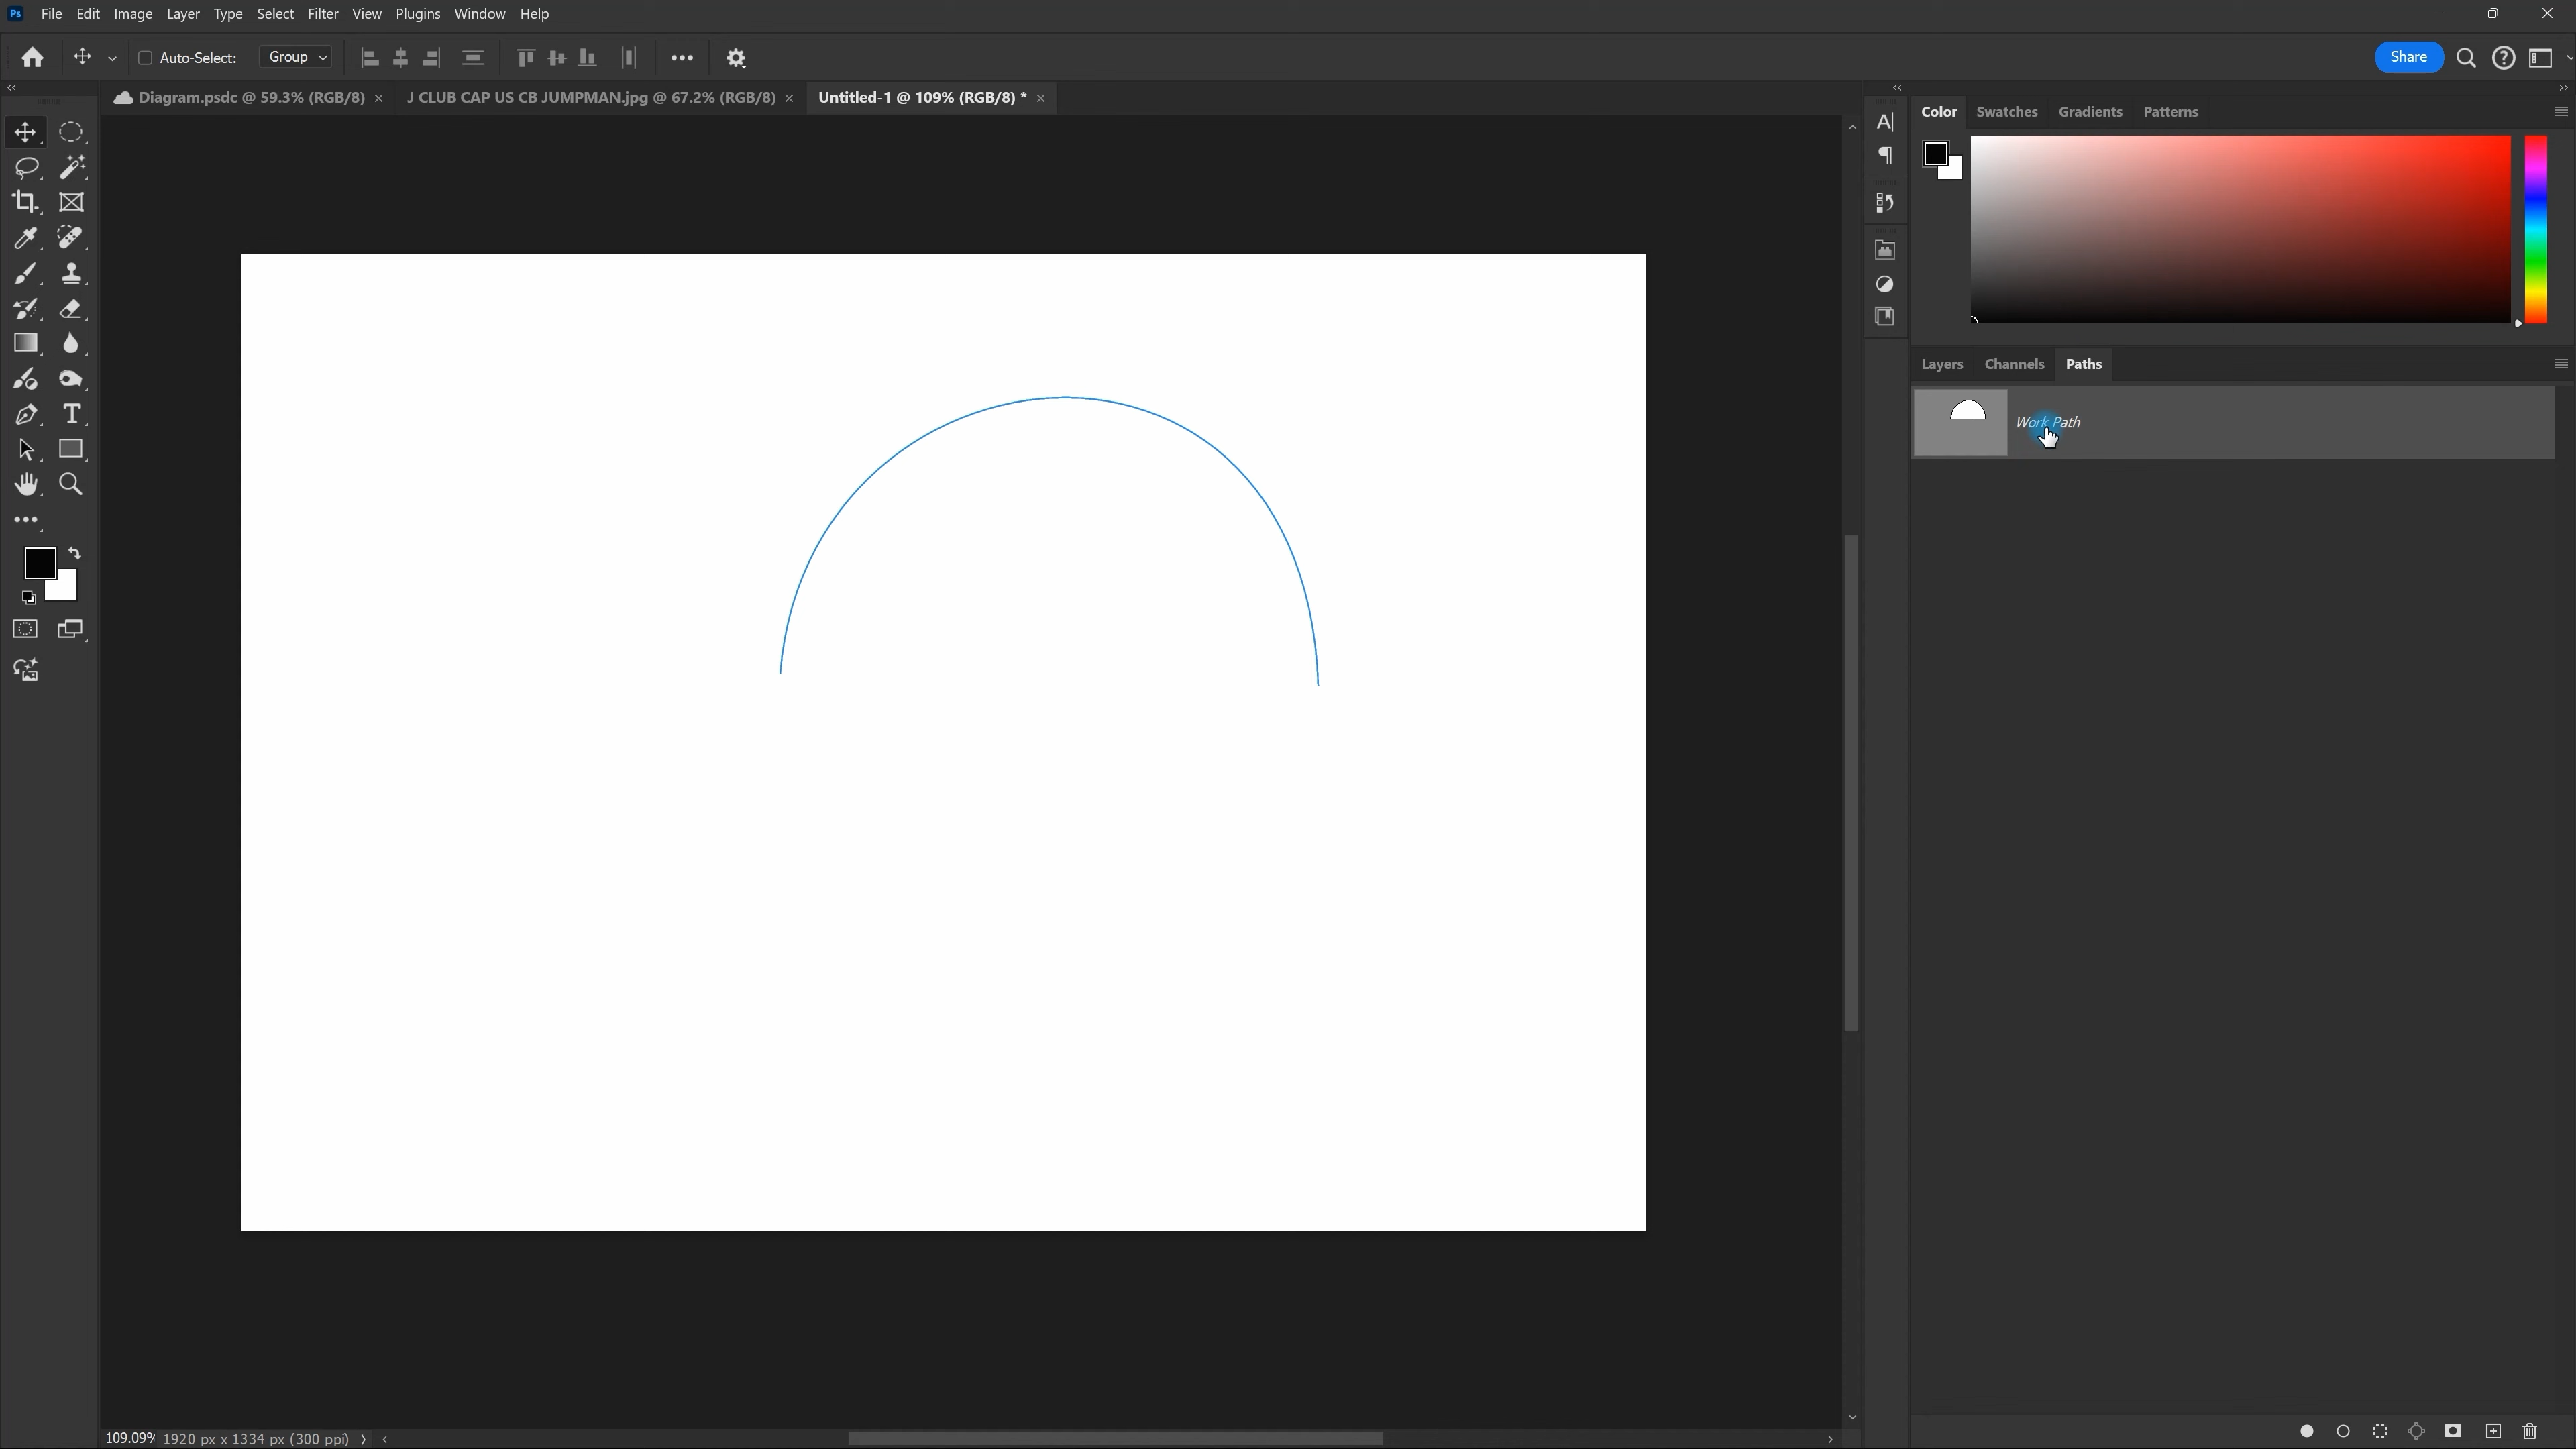 Ps File Edit Image Layer Type Select Filter View Plugins Window Help
Auto-Select: Group Share
Diagram.psdc @ 59.3% (RGB/8) × J CLUB CAP US CB JUMPMAN.jpg @ 67.2% (RGB/8) × Untitled-1 @ 109% (RGB/8) * ×
Color Swatches Gradients Patterns
Layers Channels Paths
Work Path
109.09% 1920 px x 1334 px (300 ppi)